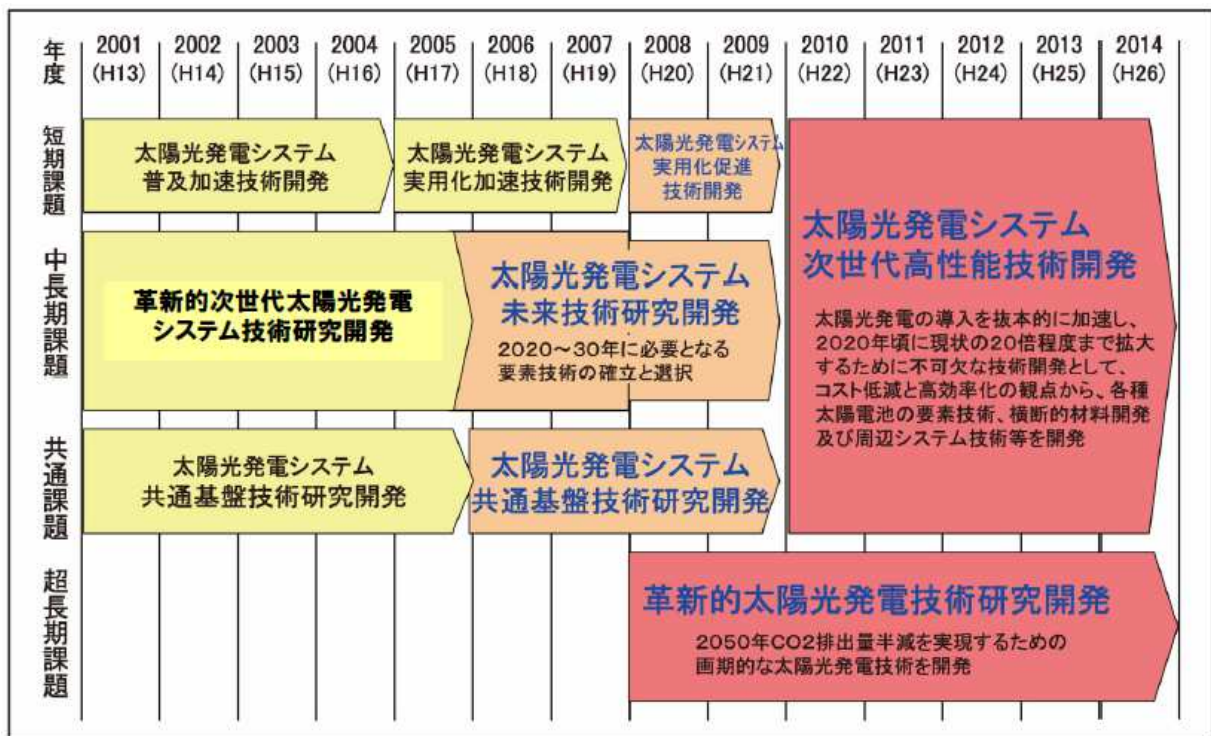 年度
2001 2002 2003 2004 2005 2006 2007 2008 2009 2010 2011 2012 2013 2014
(H13) (H14) (H15) (H16) (H17) (H18) (H19) (H20) (H21) (H22) (H23) (H24) (H25) (H26)
短期課題
太陽光発電システム
普及加速技術開発
太陽光発電システム
実用化加速技術開発
太陽光発電システム
実用化促進
技術開発
中長期課題
革新的次世代太陽光発電
システム技術研究開発
太陽光発電システム
未来技術研究開発
2020~30年に必要となる
要素技術の確立と選択
太陽光発電システム
次世代高性能技術開発
太陽光発電の導入を抜本的に加速し、
2020年頃に現状の20倍程度まで拡大
するために不可欠な技術開発として、
コスト低減と高効率化の観点から、各種
太陽電池の要素技術、横断的材料開発
及び周辺システム技術等を開発
共通課題
太陽光発電システム
共通基盤技術研究開発
太陽光発電システム
共通基盤技術研究開発
超長期課題
革新的太陽光発電技術研究開発
2050年CO2排出量半減を実現するための
画期的な太陽光発電技術を開発